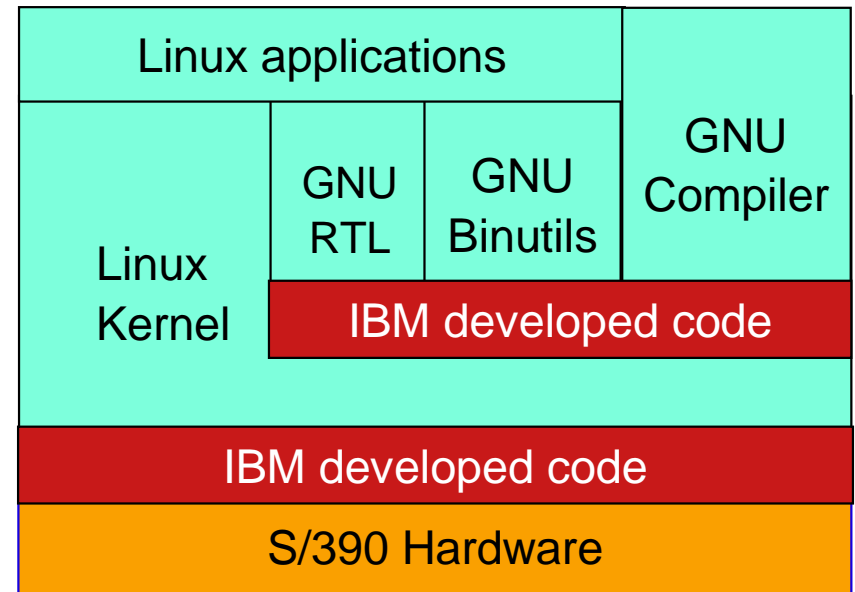 Linux applications
GNU
Compiler
GNU
RTL
GNU
Binutils
Linux
Kernel
IBM developed code
IBM developed code
S/390 Hardware